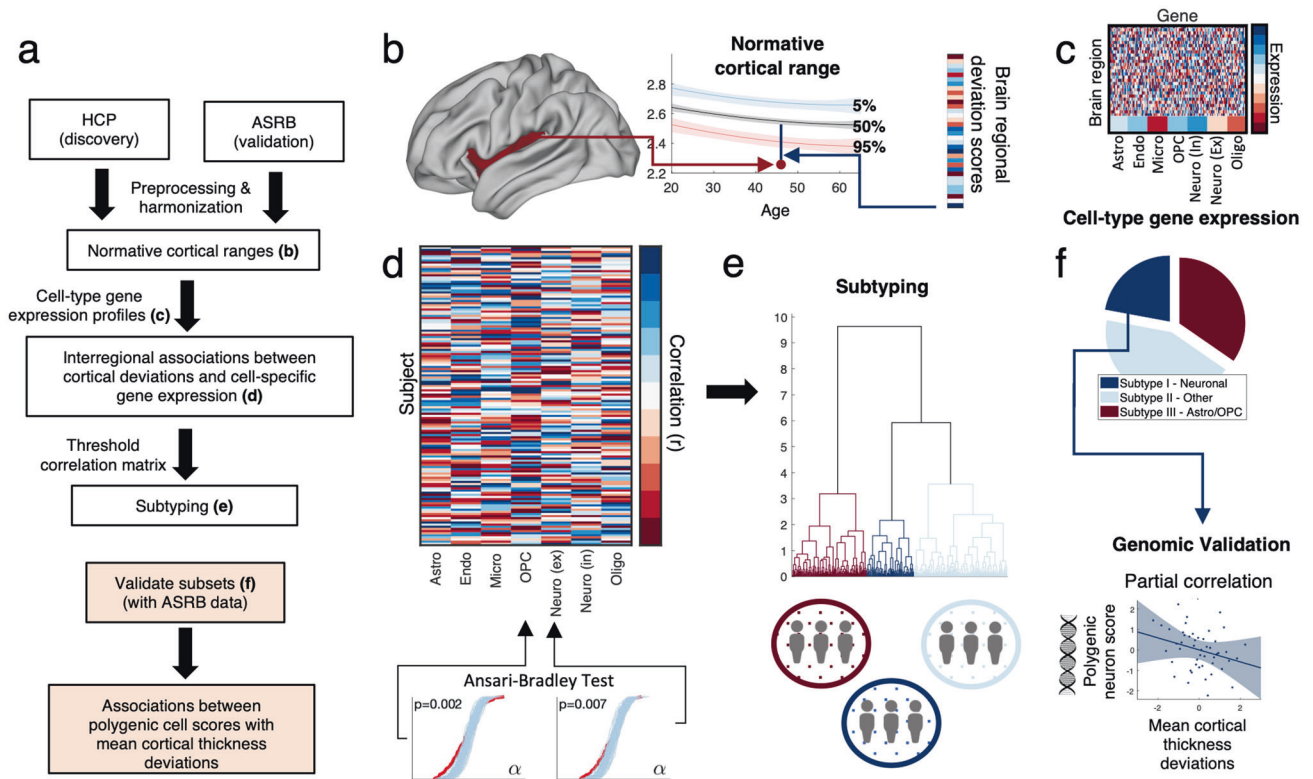 a
HCP
(discovery)
ASRB
(validation)
Preprocessing &
harmonization
Normative cortical ranges (b)
Cell-type gene
expression profiles (c)
Interregional associations between
cortical deviations and cell-specific
gene expression (d)
Threshold
correlation matrix
Subtyping (e)
Validate subsets (f)
(with ASRB data)
Associations between
polygenic cell scores with
mean cortical thickness
deviations
b
Normative
cortical range
2.8
2.6
2.4
2.2
5%
50%
95%
20
30
40
50
60
Age
Brain regional
deviation scores
c
Gene
Brain region
Expression
Astro
Endo
Micro
OPC
Neuro (In)
Neuro (Ex)
Oligo
Cell-type gene expression
d
Subject
Correlation (r)
Astro
Endo
Micro
OPC
Neuro (ex)
Neuro (in)
Oligo
Ansari-Bradley Test
p=0.002
α
p=0.007
α
e
Subtyping
10
9
8
7
6
5
4
3
2
1
0
f
Subtype I - Neuronal
Subtype II - Other
Subtype III - Astro/OPC
Genomic Validation
Partial correlation
Polygenic
neuron score
2
1
0
-1
-2
-2
0
2
Mean cortical
thickness
deviations